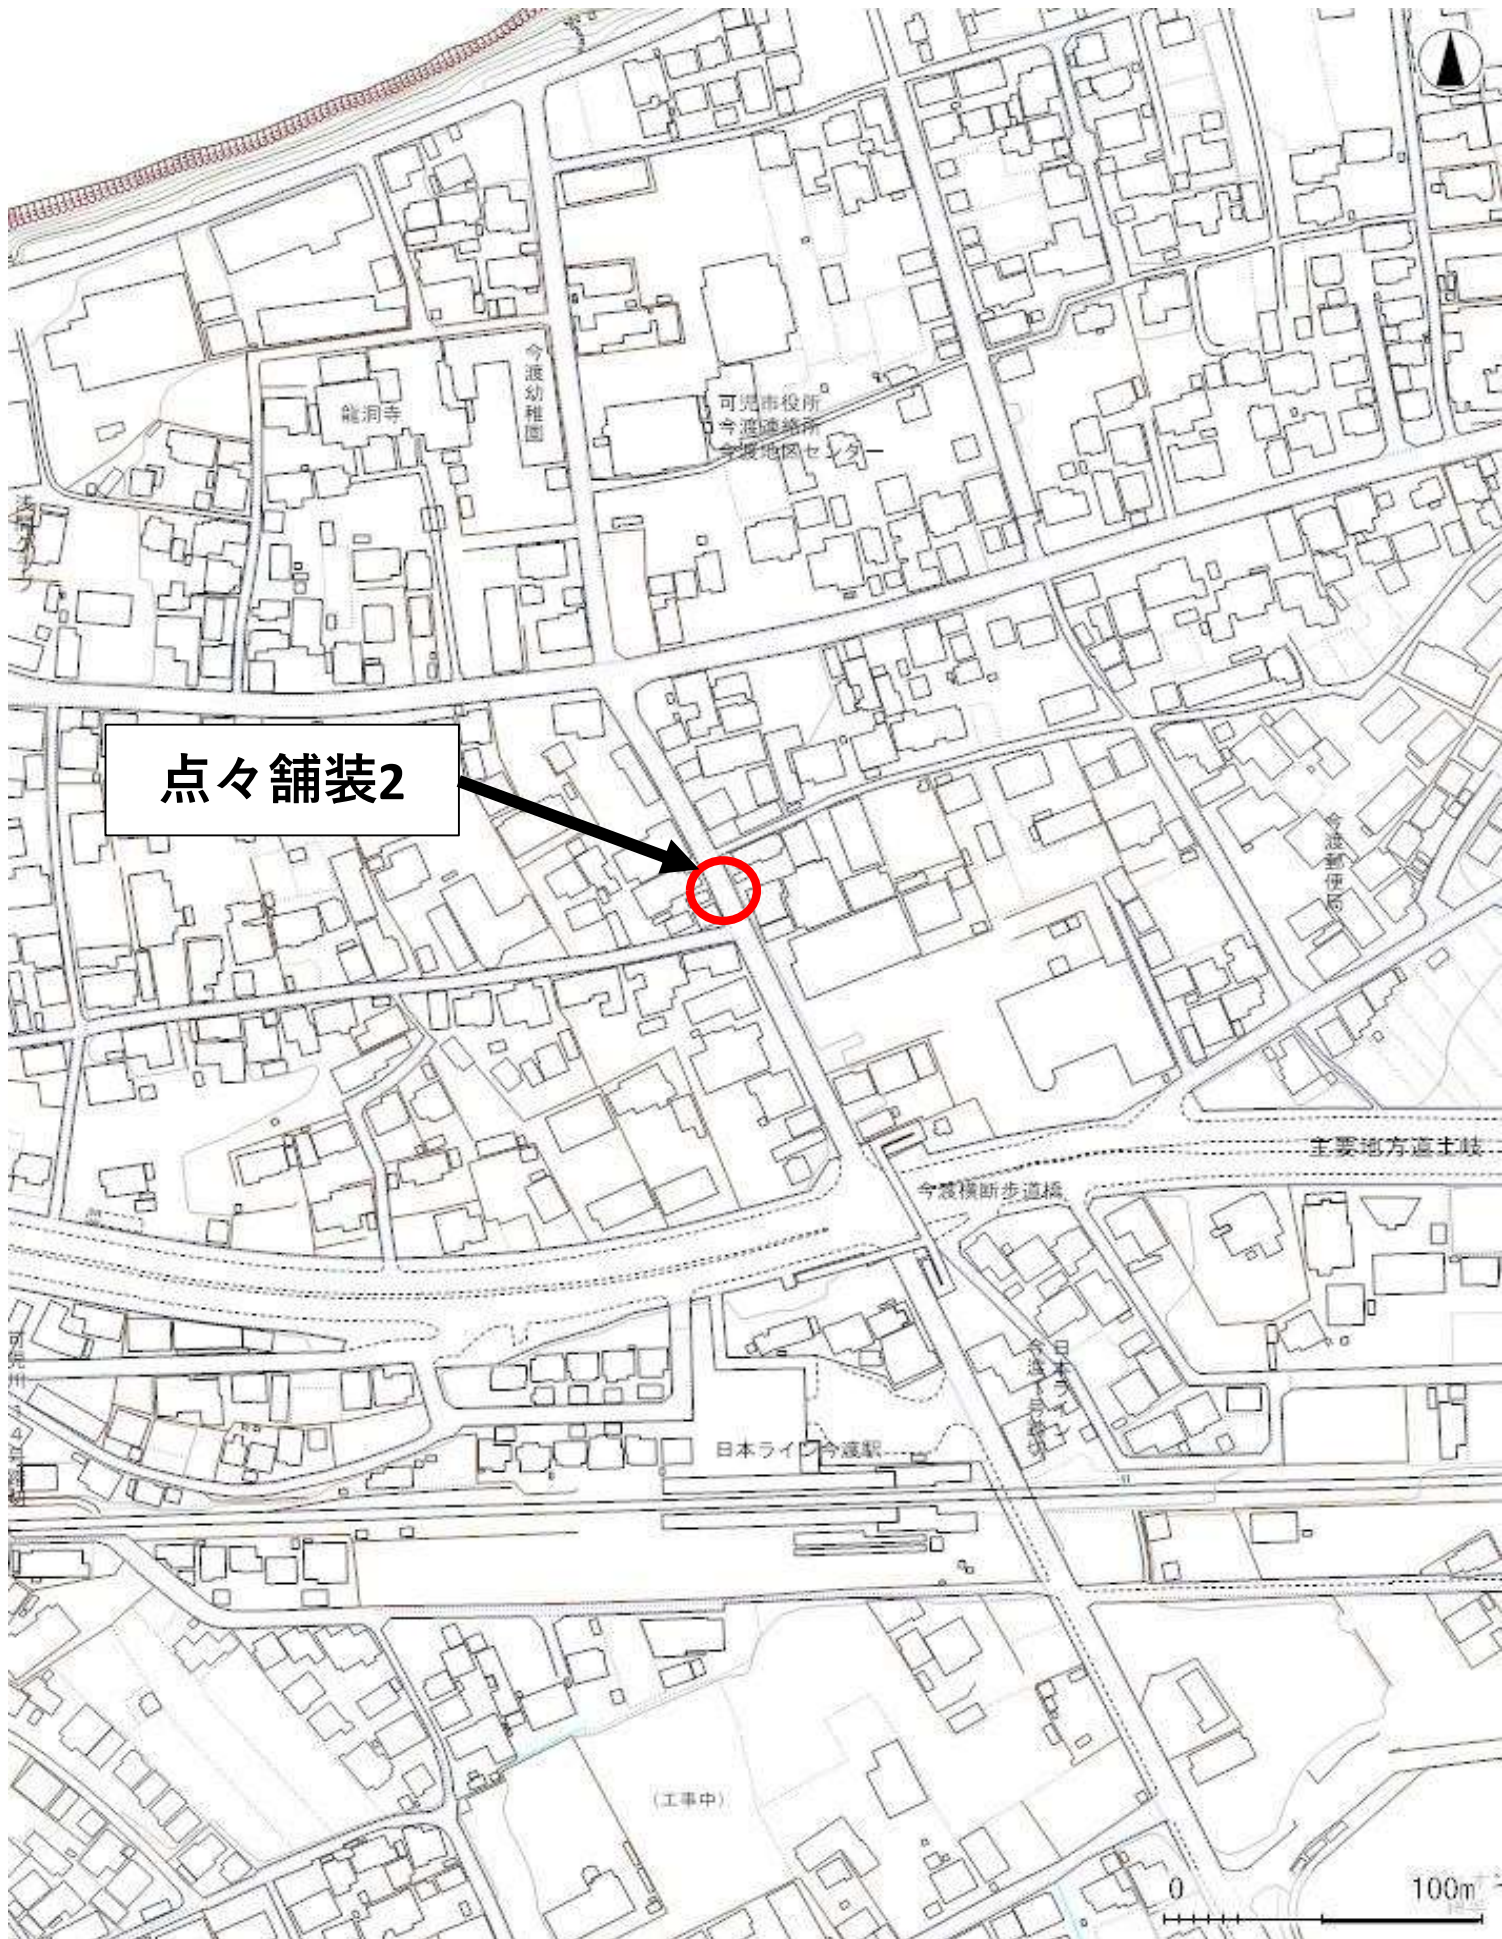 今渡幼稚園
龍洞寺
可児市役所
今渡連絡所
今渡地区センター
点々舗装2
今渡郵便局
主要地方道土岐
今渡横断歩道橋
日本ライン今渡駅
(工事中)
0
100m